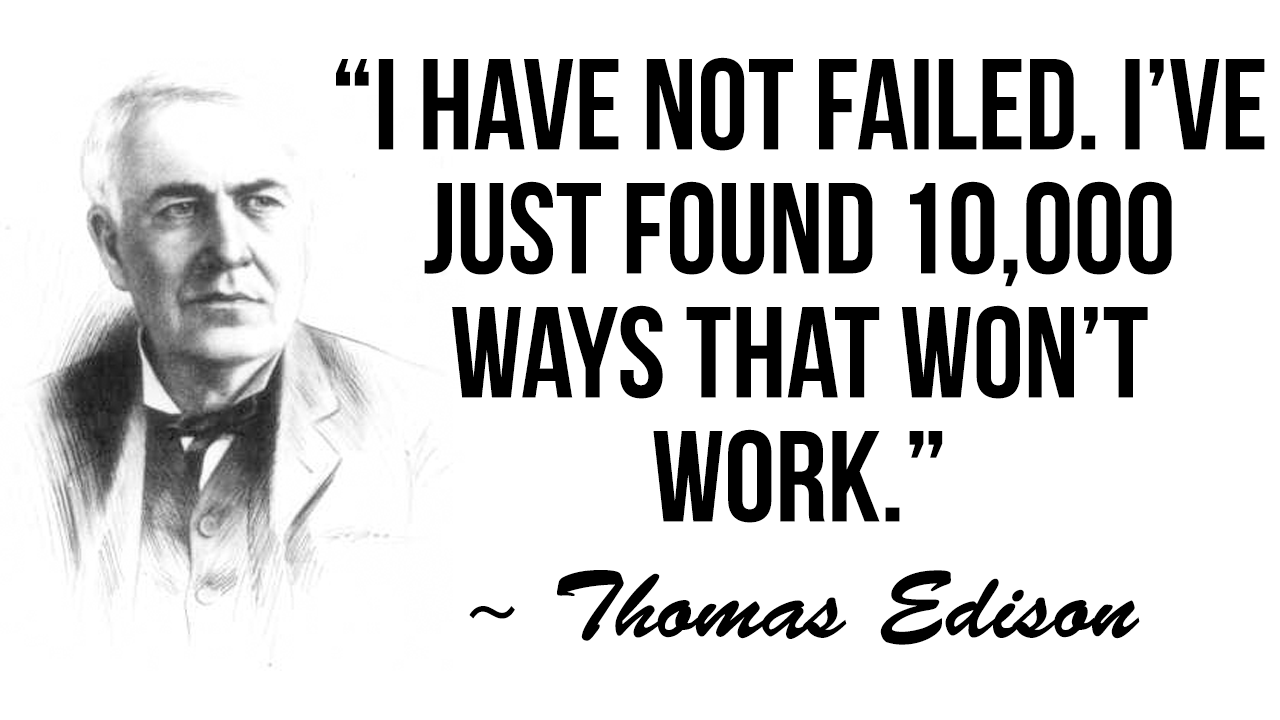 “I HAVE NOT FAILED. I’VE
JUST FOUND 10,000
WAYS THAT WON’T
WORK.”
~ Thomas Edison